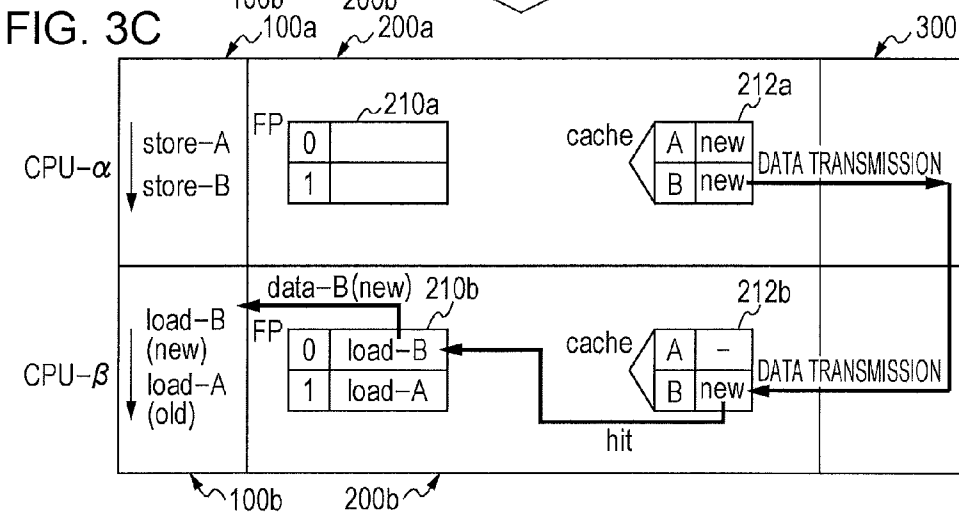 100b 200b
FIG. 3C
100a 200a 300
210a 212a
FP 0
1
cache A new
B new
CPU-α
store-A
store-B
DATA TRANSMISSION
data-B(new) 210b 212b
FP 0 load-B
1 load-A
cache A -
B new
CPU-β
load-B
(new)
load-A
(old)
DATA TRANSMISSION
hit
100b 200b